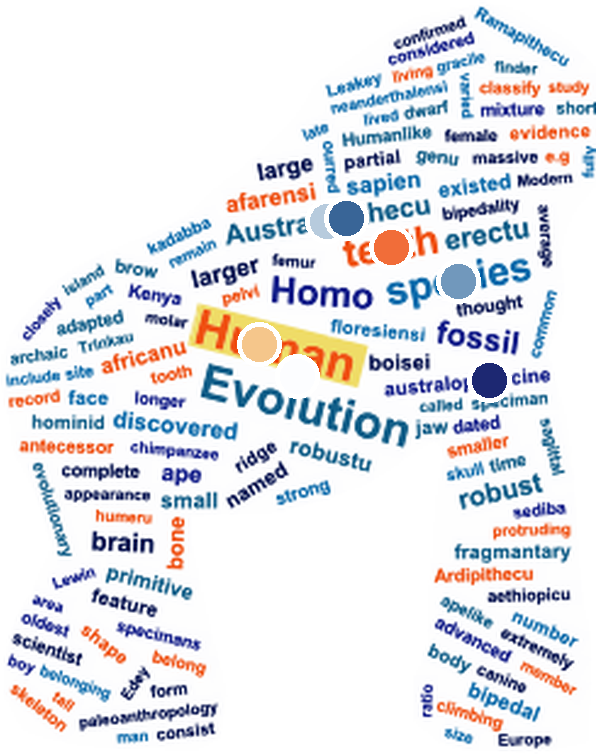 Ramapithecu
confirmed
considered
Leakey living gracile finder
neanderthalensi varied classify study
lived dwarf mixture short
late Humanlike female evidence
large partial genu massive e.g
afarensi sapien existed Modern
hecu bipedality
kadabba remain erectu average
island brow larger femur
closely part Kenya pelvi Homo
thought common
adapted molar floresiensi fossil
archaic Trinkau africanu
include site boisei
tooth cine
record face longer Evolution called
hominid discovered jaw dated
antecessor chimpanzee ridge robustu smaller sagittal
evolutionary complete ape named skull time
appearance small strong robust
humeru sediba
brain bone protruding
fragmentary
Lewin primitive Ardipithecu
area feature aethiopicu
oldest specimans apelike number
scientist shape advanced extremely
boy belonging belong body canine member
Edey form ratio bipedal
skeleton tall climbing
paleoanthropology
man consist size Europe